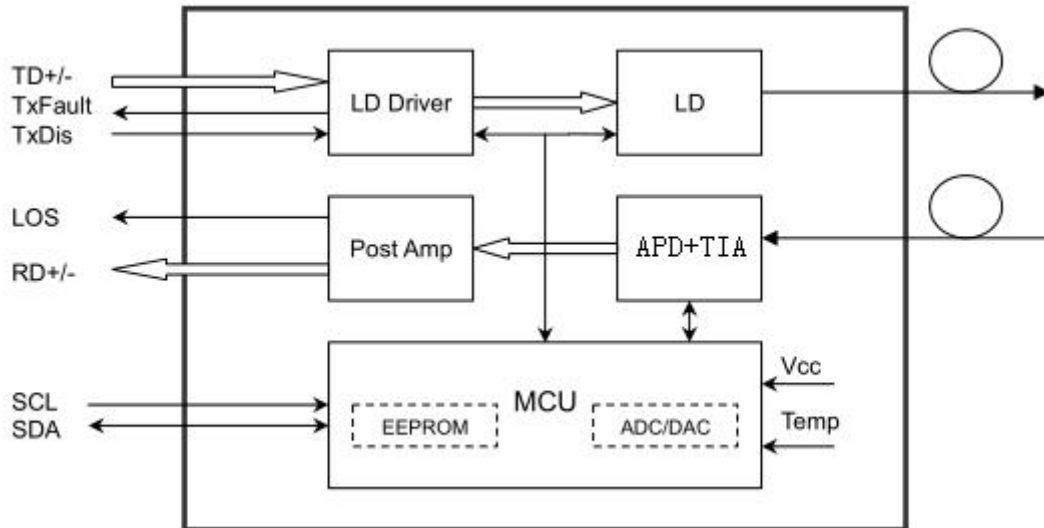 TD+/-
TxFault
TxDis
LD Driver
LD
LOS
RD+/-
Post Amp
APD+TIA
SCL
SDA
MCU
EEPROM
ADC/DAC
Vcc
Temp